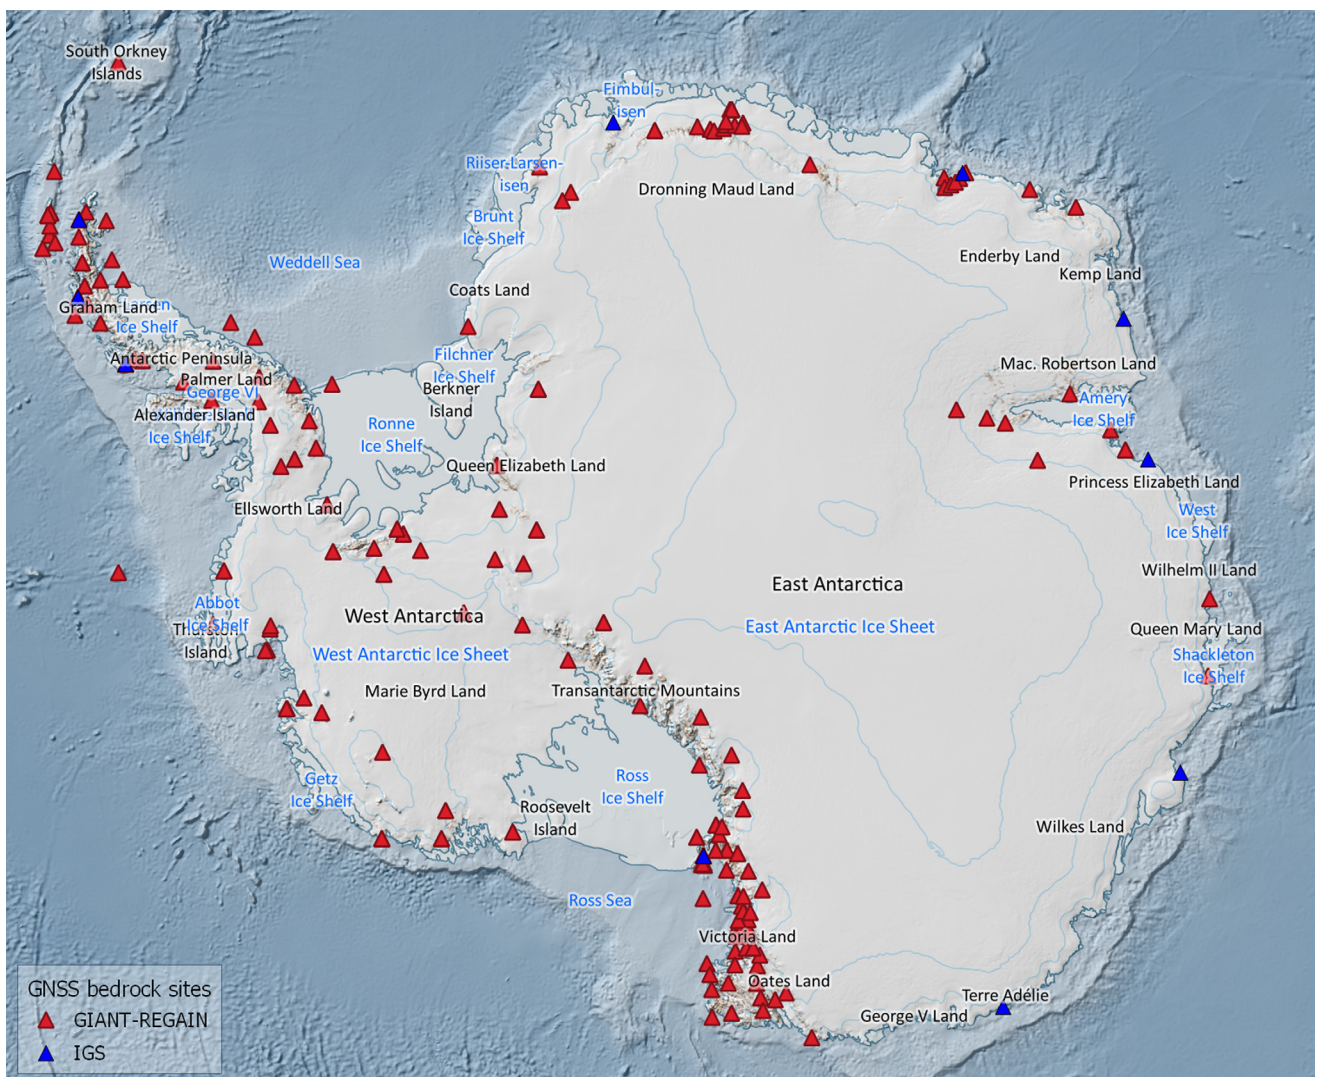 South Orkney
Islands
Fimbul-
isen
Riiser-Larsen-
isen
Dronning Maud Land
Brunt
Ice Shelf
Weddell Sea
Enderby Land
Kemp Land
Coats Land
Graham Land
Larsen
Ice Shelf
Antarctic Peninsula
Palmer Land
George VI
Alexander Island
Ice Shelf
Filchner
Ice Shelf
Berkner
Island
Ronne
Ice Shelf
Mac. Robertson Land
Amery
Ice Shelf
Queen Elizabeth Land
Princess Elizabeth Land
Ellsworth Land
West
Ice Shelf
Wilhelm II Land
East Antarctica
East Antarctic Ice Sheet
Abbot
Ice Shelf
Thurston
Island
West Antarctica
West Antarctic Ice Sheet
Queen Mary Land
Shackleton
Ice Shelf
Marie Byrd Land
Transantarctic Mountains
Getz
Ice Shelf
Ross
Ice Shelf
Roosevelt
Island
Wilkes Land
Ross Sea
Victoria Land
Oates Land
George V Land
Terre Adélie
GNSS bedrock sites
GIANT-REGAIN
IGS